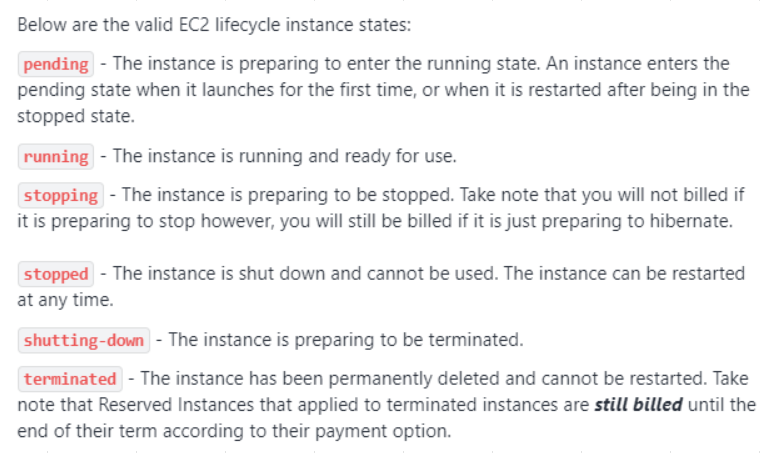 Below are the valid EC2 lifecycle instance states:
pending - The instance is preparing to enter the running state. An instance enters the
pending state when it launches for the first time, or when it is restarted after being in the
stopped state.
running - The instance is running and ready for use.
stopping - The instance is preparing to be stopped. Take note that you will not billed if
it is preparing to stop however, you will still be billed if it is just preparing to hibernate.
stopped - The instance is shut down and cannot be used. The instance can be restarted
at any time.
shutting-down - The instance is preparing to be terminated.
terminated - The instance has been permanently deleted and cannot be restarted. Take
note that Reserved Instances that applied to terminated instances are still billed until the
end of their term according to their payment option.